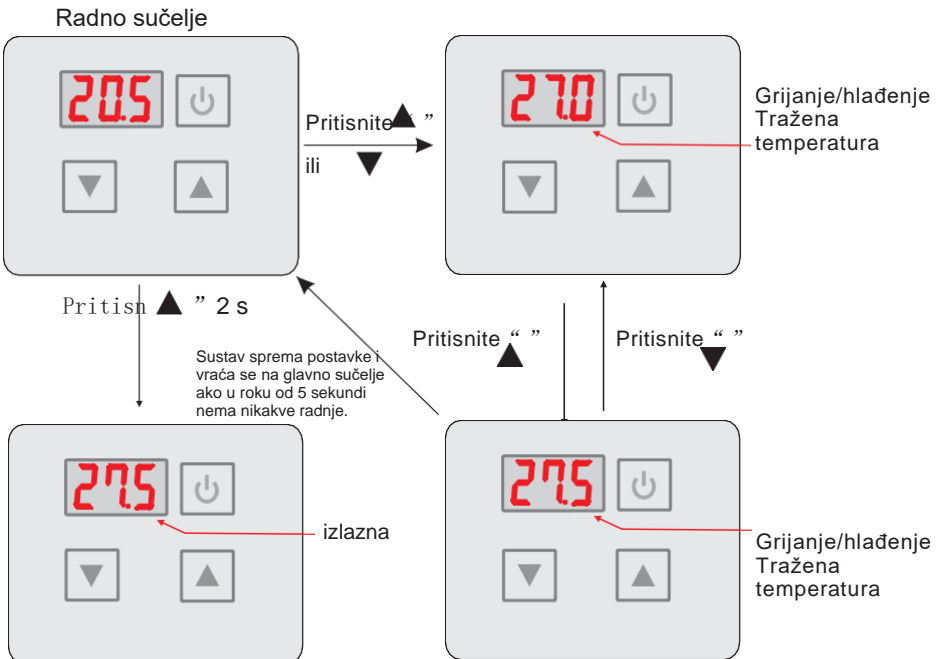 Radno sučelje
20.5
Pritisnite▲ ”
ili ▼
27.0
Grijanje/hlađenje
Tražena
temperatura
Pritisn ▲ ” 2 s
Sustav sprema postavke i
vraća se na glavno sučelje
ako u roku od 5 sekundi
nema nikakve radnje.
Pritisnite “ ”
▲
Pritisnite “ ”
▼
27.5
izlazna
27.5
Grijanje/hlađenje
Tražena
temperatura